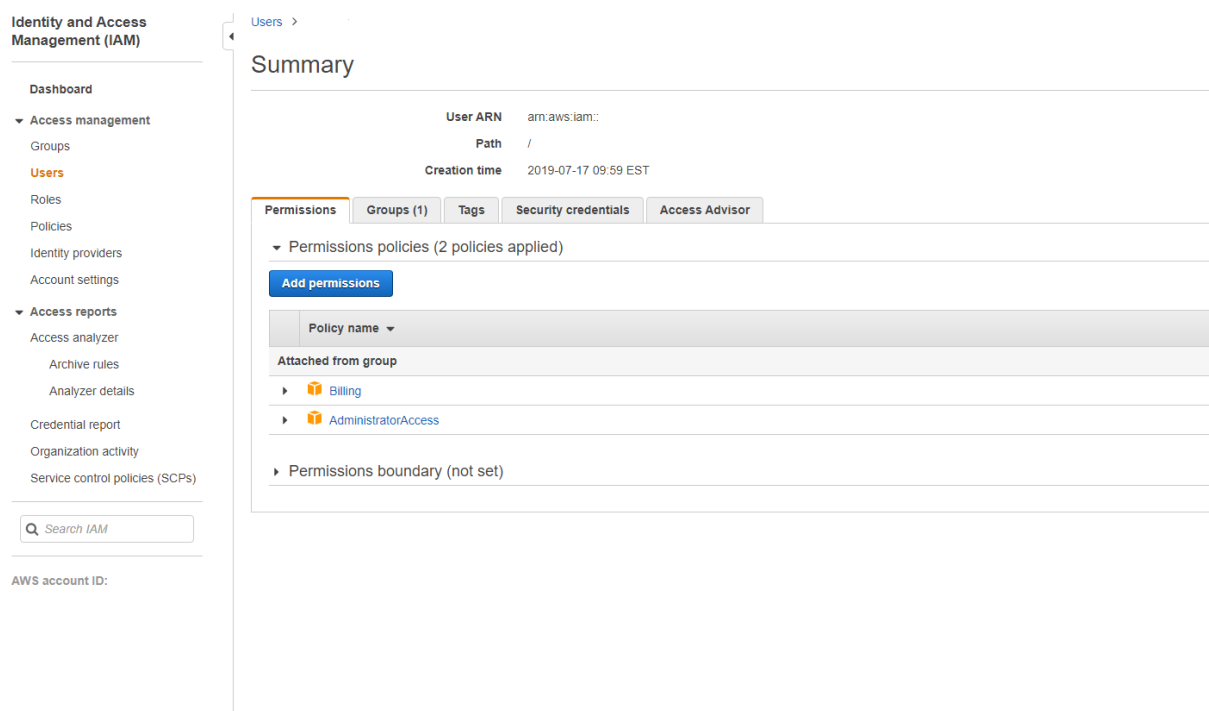 Identity and Access
Management (IAM)
Dashboard
Access management
Groups
Users
Roles
Policies
Identity providers
Account settings
Access reports
Access analyzer
Archive rules
Analyzer details
Credential report
Organization activity
Service control policies (SCPs)
Search IAM
AWS account ID:
Users >
Summary
User ARN arn:aws:iam::
Path /
Creation time 2019-07-17 09:59 EST
Permissions Groups (1) Tags Security credentials Access Advisor
Permissions policies (2 policies applied)
Add permissions
Policy name
Attached from group
Billing
AdministratorAccess
Permissions boundary (not set)